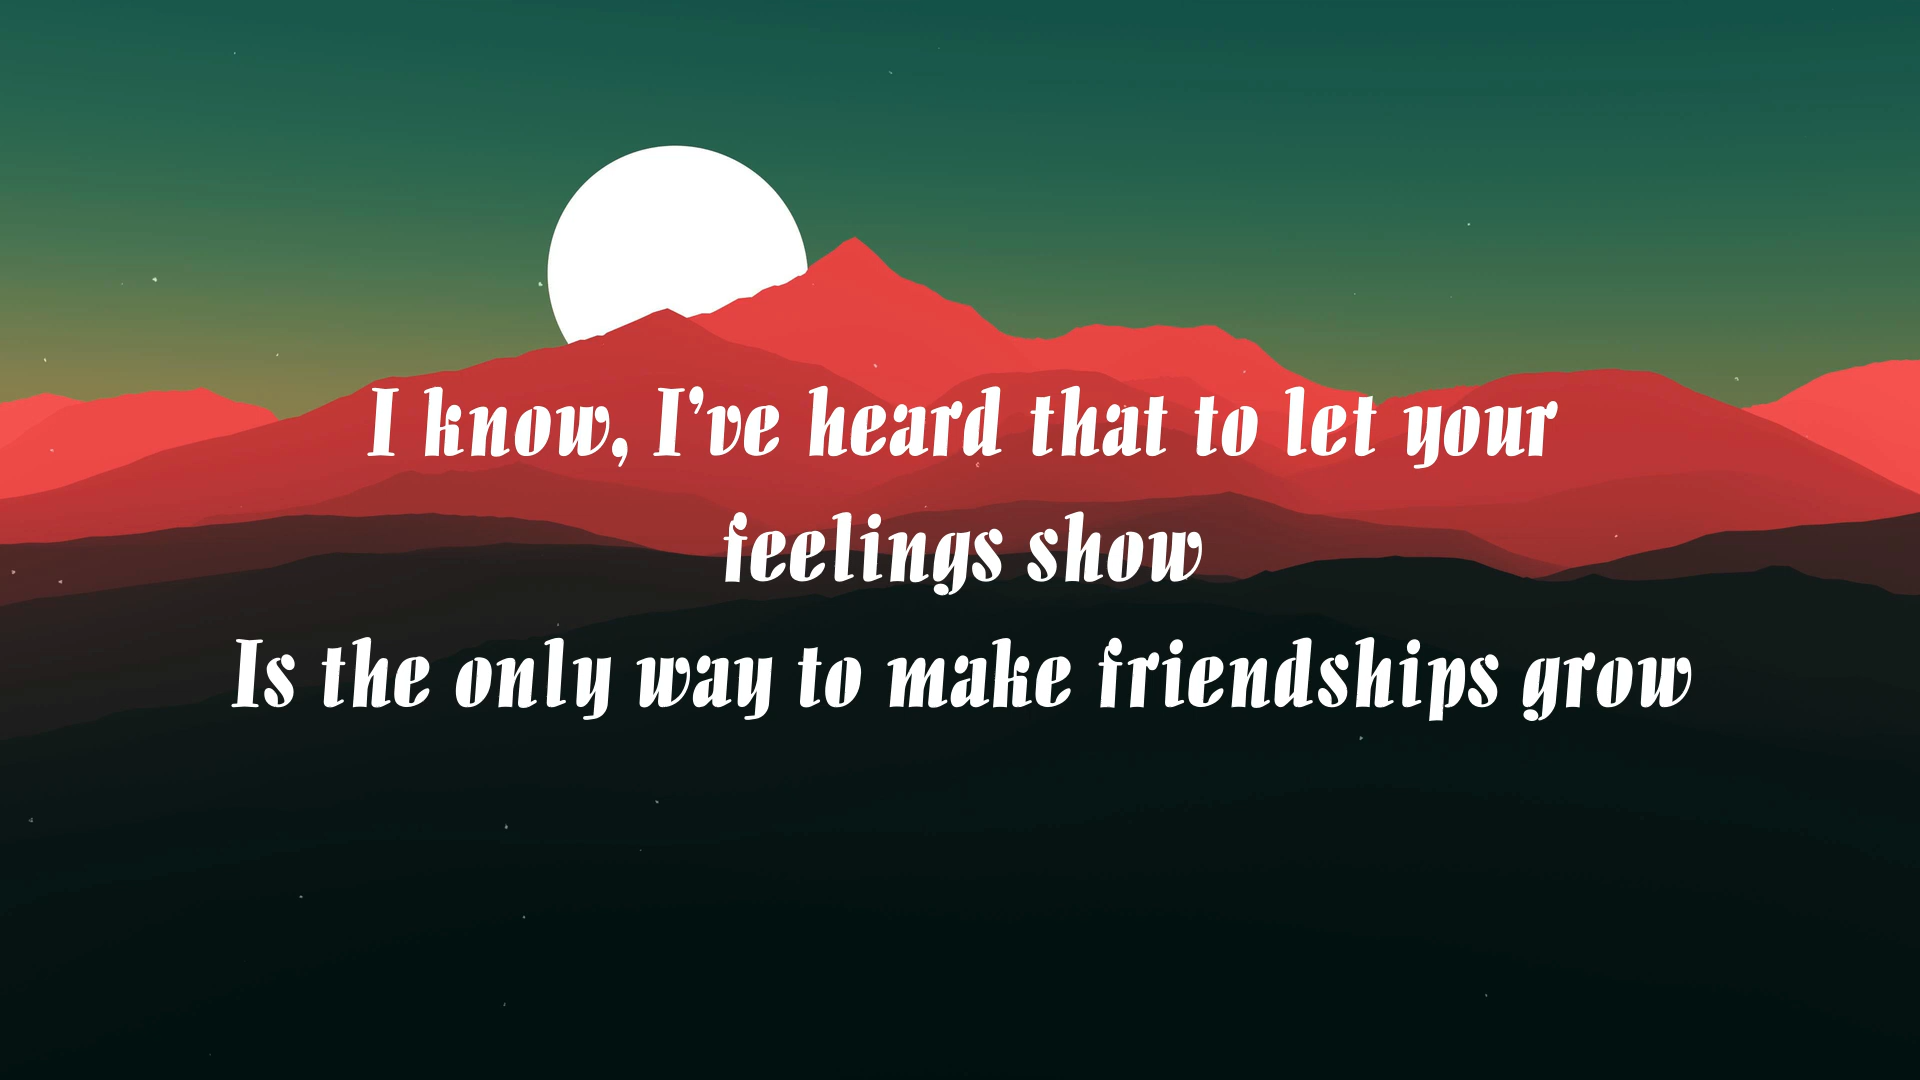 I know, I've heard that to let your
feelings show
Is the only way to make friendships grow